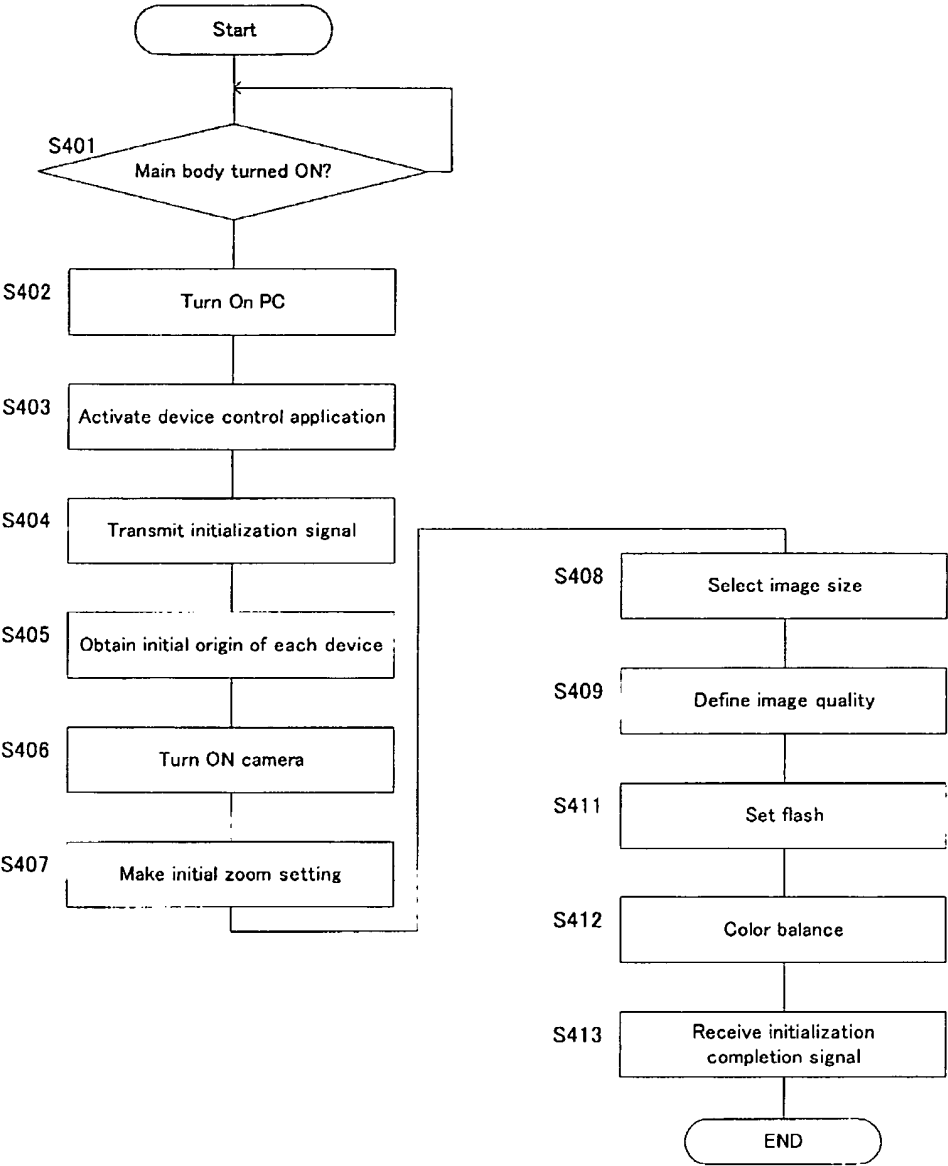 Start
S401
Main body turned ON?
S402
Turn On PC
S403
Activate device control application
S404
Transmit initialization signal
S405
Obtain initial origin of each device
S406
Turn ON camera
S407
Make initial zoom setting
S408
Select image size
S409
Define image quality
S411
Set flash
S412
Color balance
S413
Receive initialization
completion signal
END